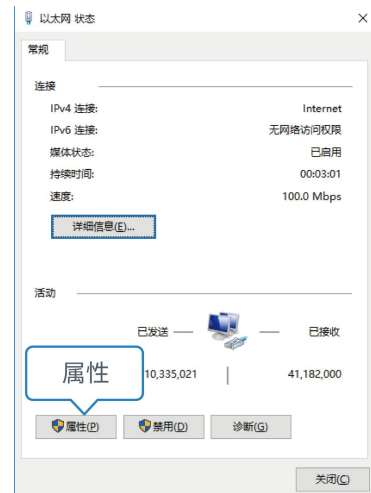 以太网 状态
常规
连接
IPv4 连接: Internet
IPv6 连接: 无网络访问权限
媒体状态: 已启用
持续时间: 00:03:01
速度: 100.0 Mbps
详细信息(E)...
活动
已发送 — — 已接收
属性
10,335,021 | 41,182,000
属性(P) 禁用(D) 诊断(G)
关闭(C)